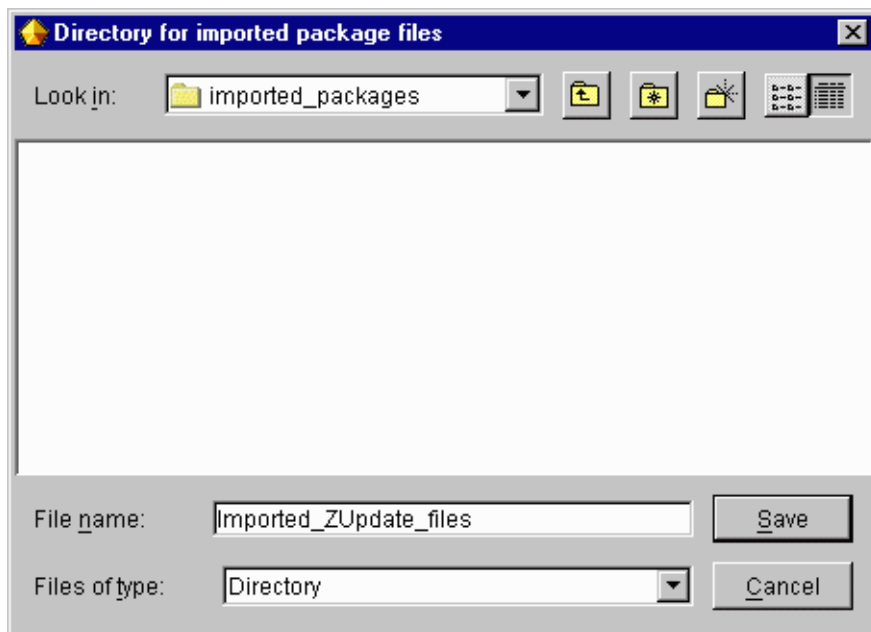 Directory for imported package files
Look in: imported_packages
File name: Imported_ZUpdate_files Save
Files of type: Directory Cancel